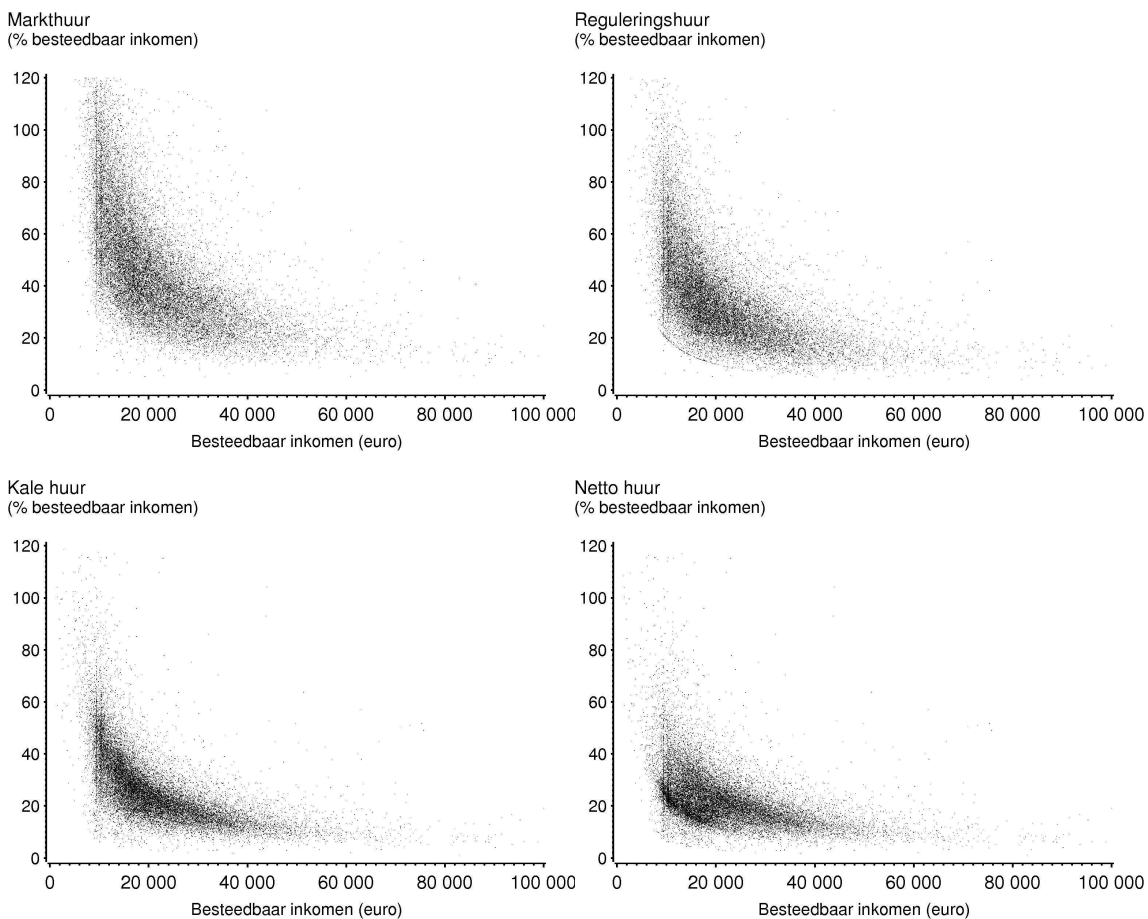 Markthuur
(% besteedbaar inkomen)
120
100
80
60
40
20
0
0 20 000 40 000 60 000 80 000 100 000
Besteedbaar inkomen (euro)
Reguleringshuur
(% besteedbaar inkomen)
120
100
80
60
40
20
0
0 20 000 40 000 60 000 80 000 100 000
Besteedbaar inkomen (euro)
Kale huur
(% besteedbaar inkomen)
120
100
80
60
40
20
0
0 20 000 40 000 60 000 80 000 100 000
Besteedbaar inkomen (euro)
Netto huur
(% besteedbaar inkomen)
120
100
80
60
40
20
0
0 20 000 40 000 60 000 80 000 100 000
Besteedbaar inkomen (euro)